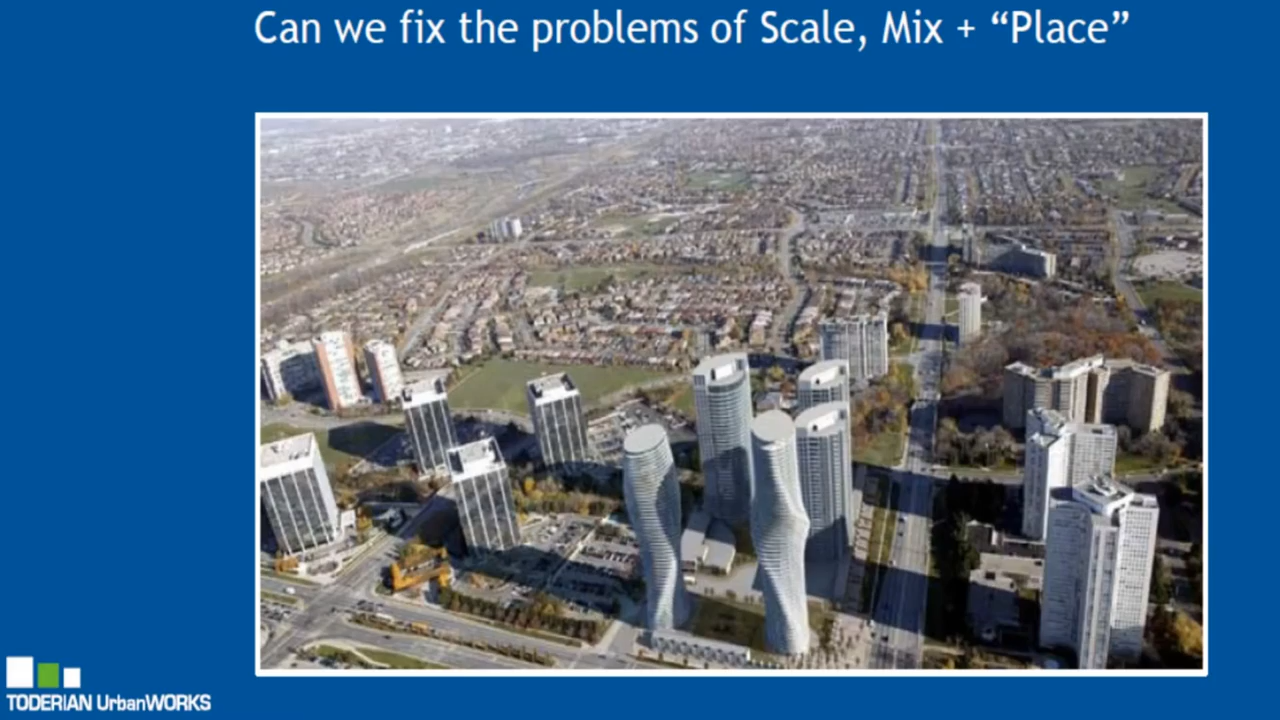 Can we fix the problems of Scale, Mix + “Place”
TODERIAN UrbanWORKS